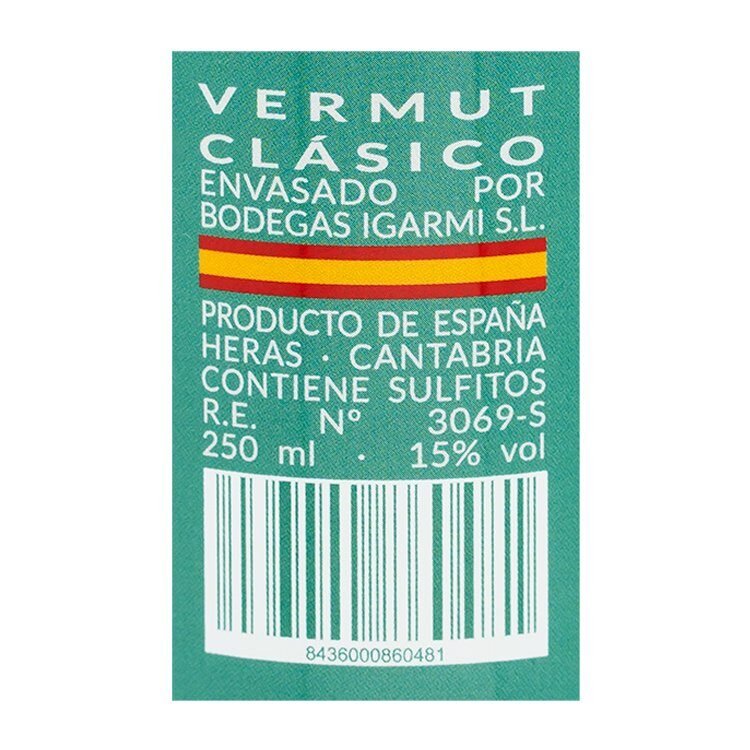 VERMUT
CLÁSICO
ENVASADO POR
BODEGAS IGARMI S.L.
PRODUCTO DE ESPAÑA
HERAS · CANTABRIA
CONTIENE SULFITOS
R.E. Nº 3069-S
250 ml · 15% vol
8436000860481